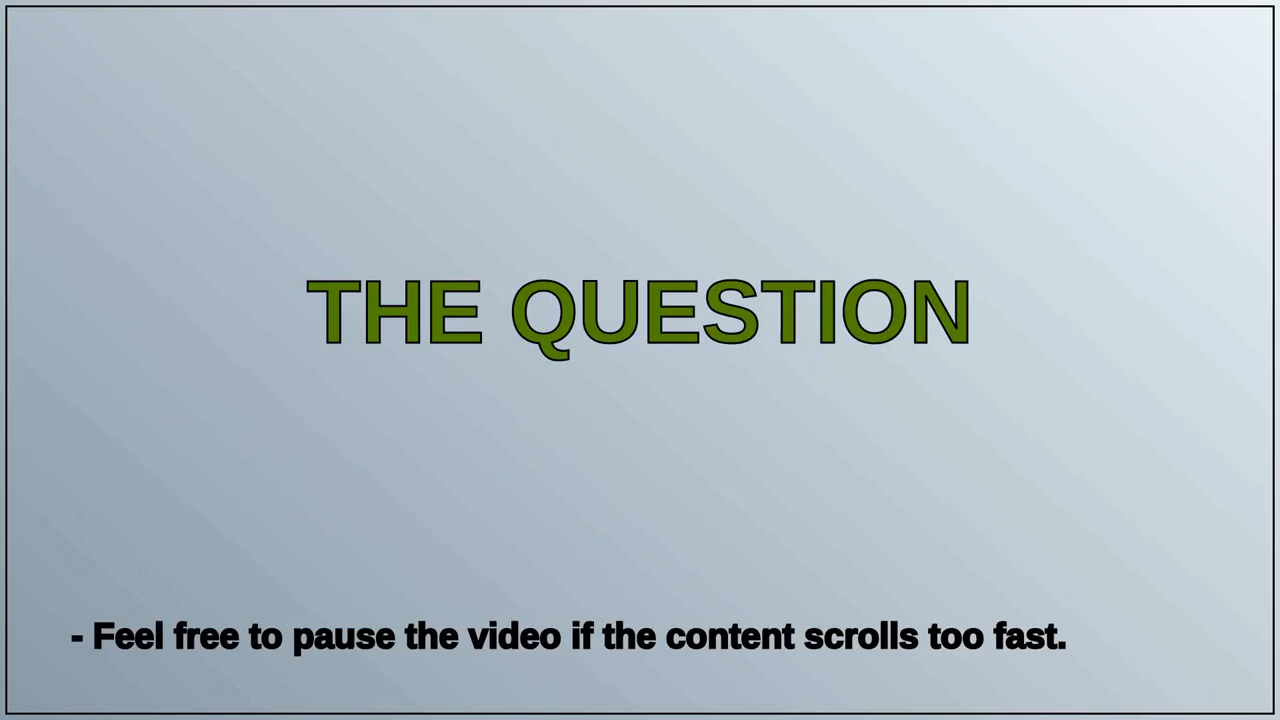 THE QUESTION
- Feel free to pause the video if the content scrolls too fast.